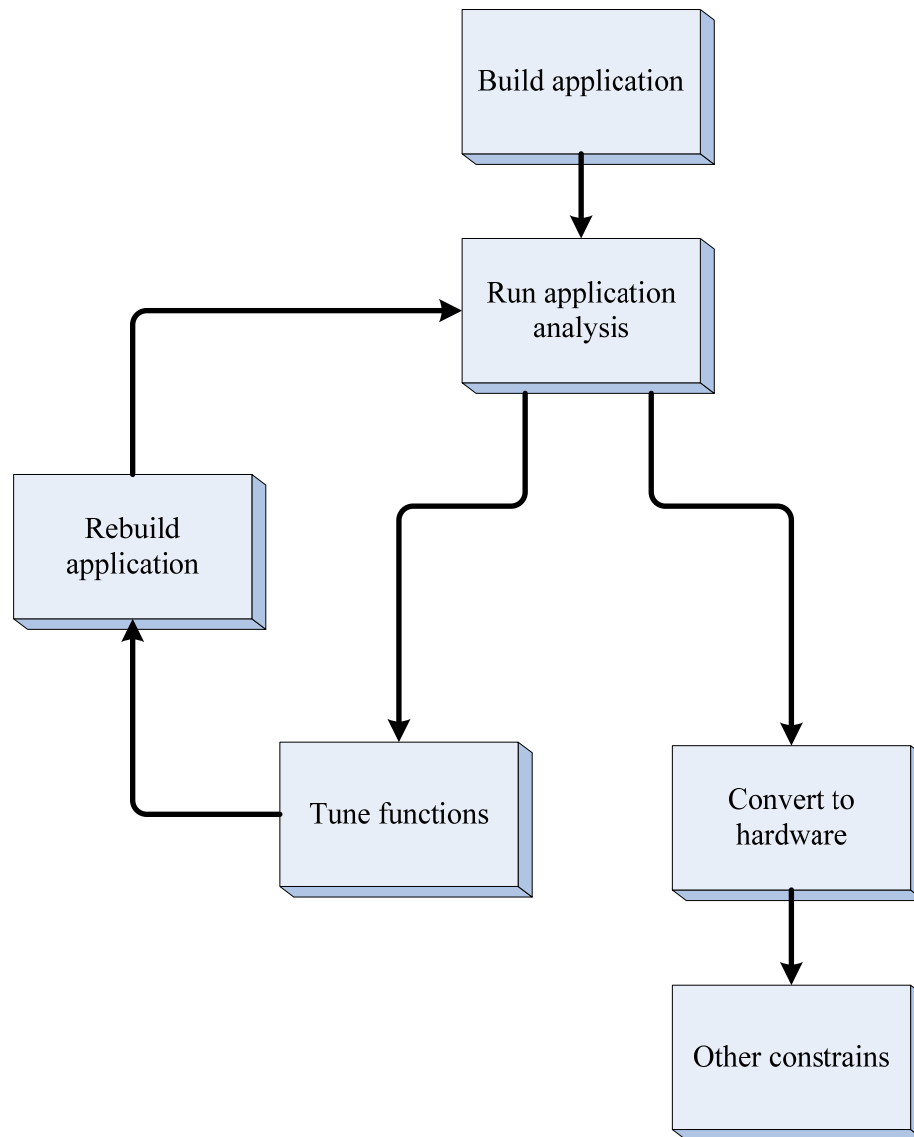 Build application
Run application
analysis
Rebuild
application
Tune functions
Convert to
hardware
Other constrains